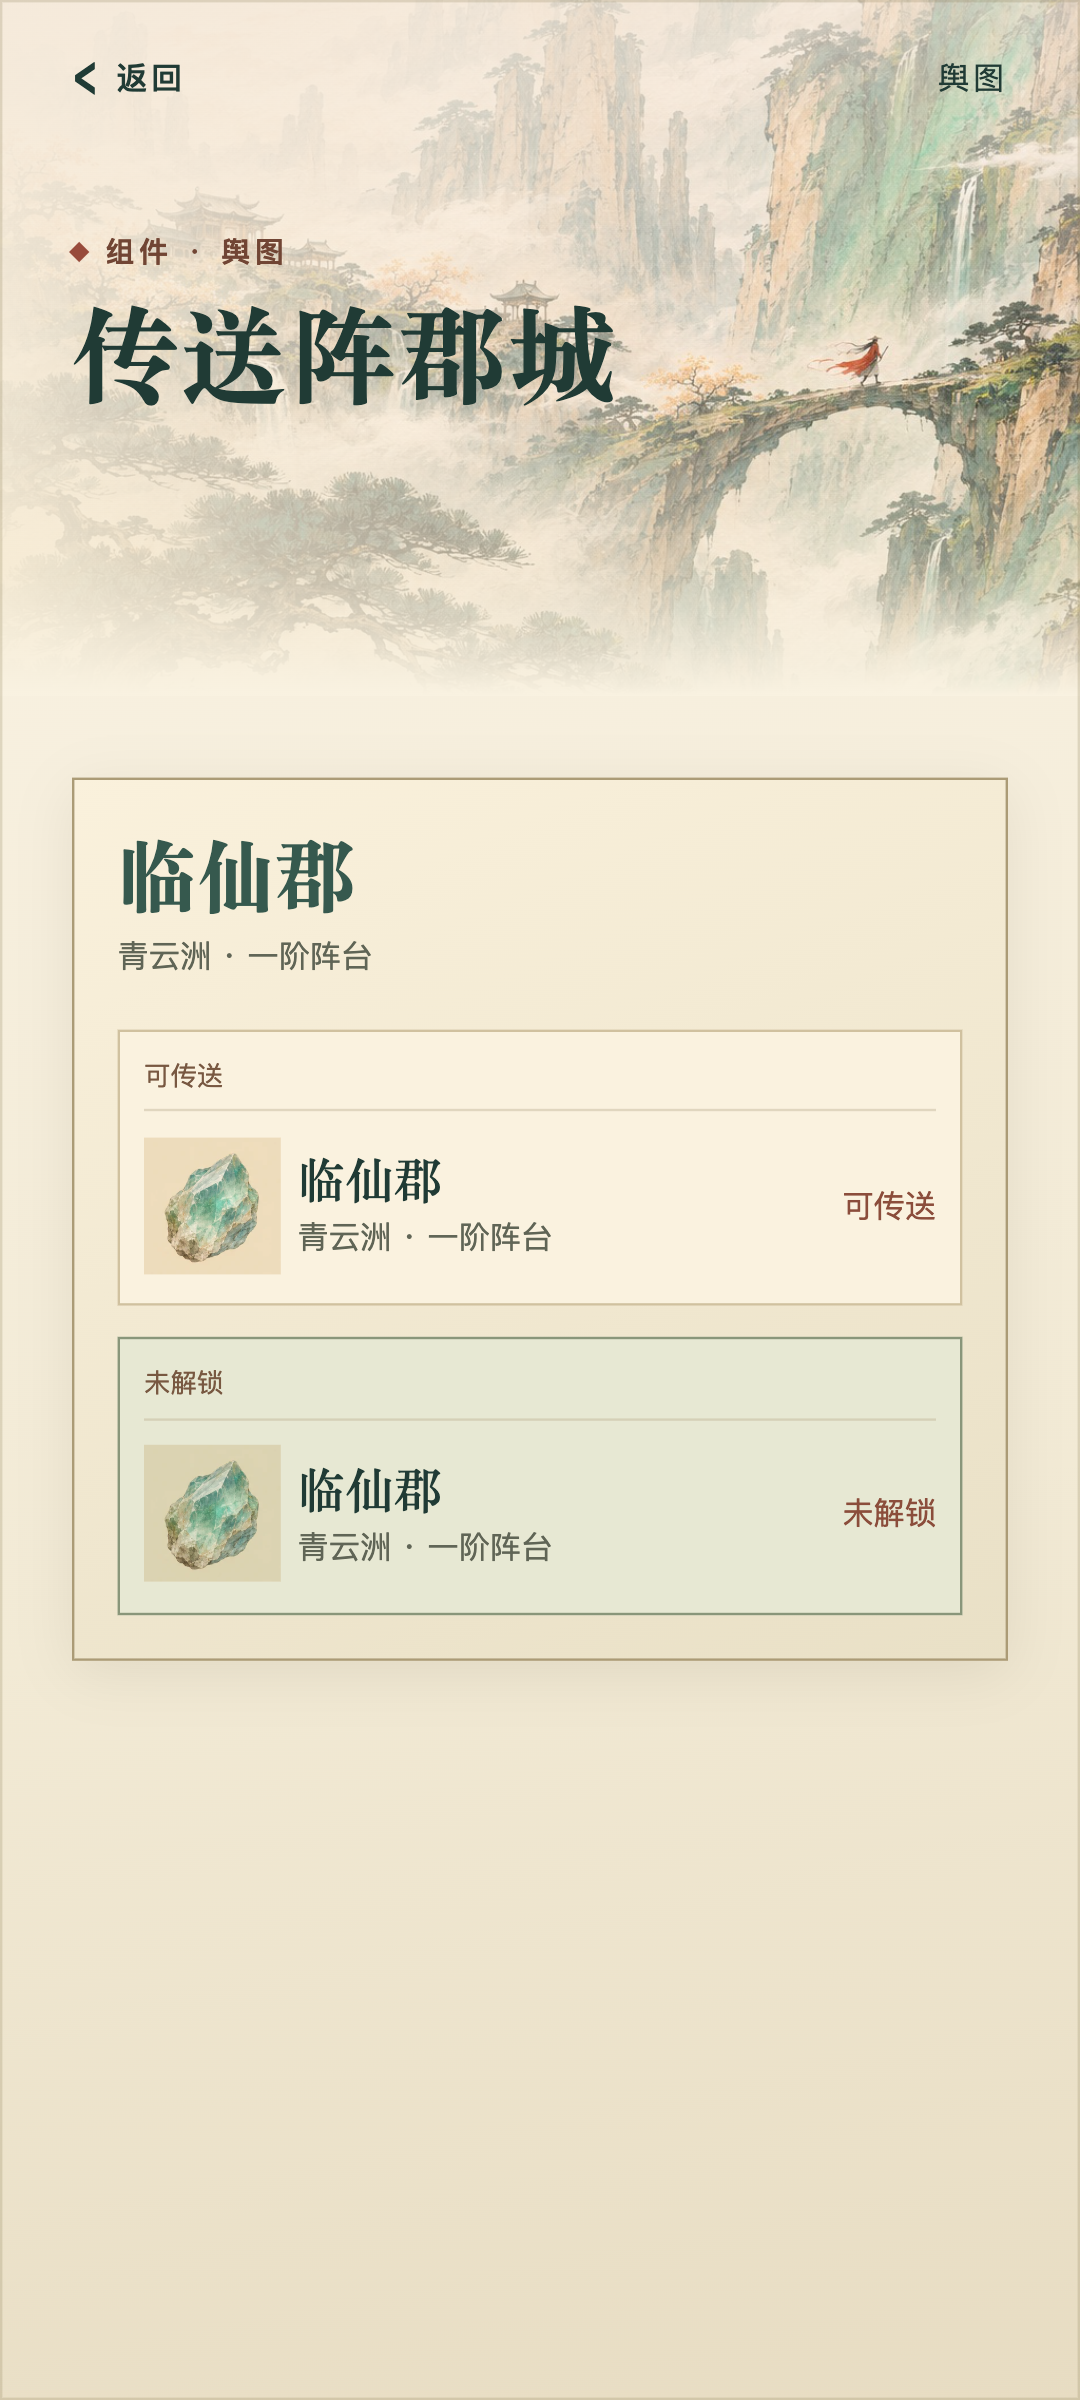 返回
舆图
组件 · 舆图
传送阵郡城
临仙郡
青云洲 · 一阶阵台
可传送
临仙郡
青云洲 · 一阶阵台
可传送
未解锁
临仙郡
青云洲 · 一阶阵台
未解锁